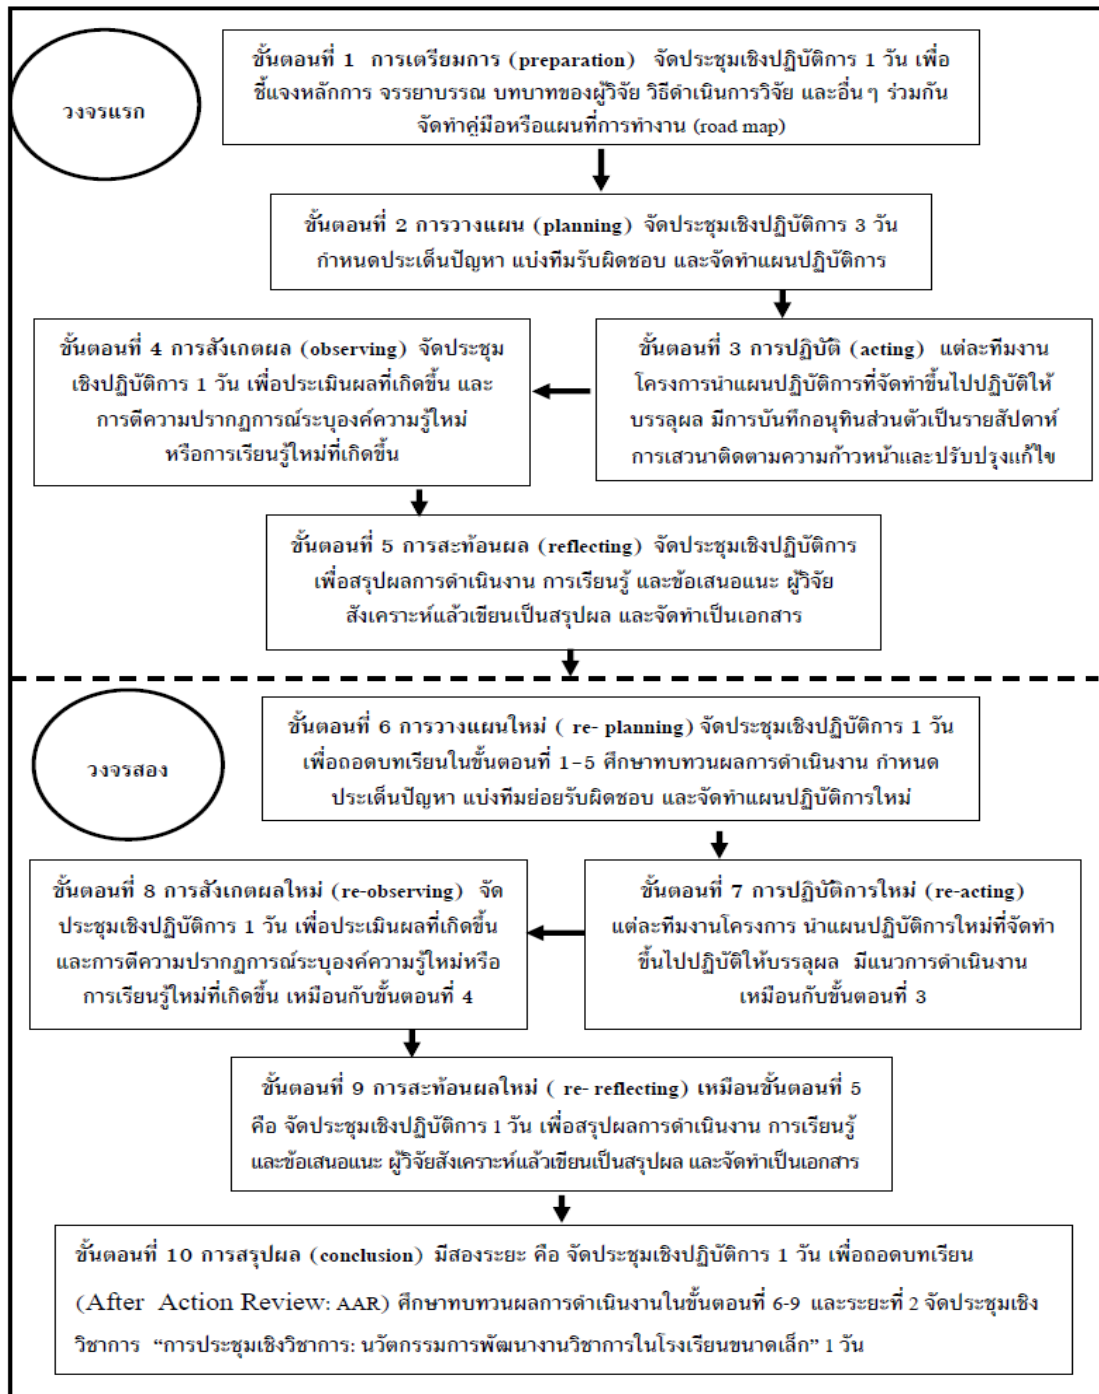 วงจรแรก
ขั้นตอนที่ 1 การเตรียมการ (preparation) จัดประชุมเชิงปฏิบัติการ 1 วัน เพื่อ
ชี้แจงหลักการ จรรยาบรรณ บทบาทของผู้วิจัย วิธีดำเนินการวิจัย และอื่น ๆ ร่วมกัน
จัดทำคู่มือหรือแผนที่การทำงาน (road map)
ขั้นตอนที่ 2 การวางแผน (planning) จัดประชุมเชิงปฏิบัติการ 3 วัน
กำหนดประเด็นปัญหา แบ่งทีมรับผิดชอบ และจัดทำแผนปฏิบัติการ
ขั้นตอนที่ 3 การปฏิบัติ (acting) แต่ละทีมงาน
โครงการนำแผนปฏิบัติการที่จัดทำขึ้นไปปฏิบัติให้
บรรลุผล มีการบันทึกอนุทินส่วนตัวเป็นรายสัปดาห์
การเสวนาติดตามความก้าวหน้าและปรับปรุงแก้ไข
ขั้นตอนที่ 4 การสังเกตผล (observing) จัดประชุม
เชิงปฏิบัติการ 1 วัน เพื่อประเมินผลที่เกิดขึ้น และ
การตีความปรากฏการณ์ระบุองค์ความรู้ใหม่
หรือการเรียนรู้ใหม่ที่เกิดขึ้น
ขั้นตอนที่ 5 การสะท้อนผล (reflecting) จัดประชุมเชิงปฏิบัติการ
เพื่อสรุปผลการดำเนินงาน การเรียนรู้ และข้อเสนอแนะ ผู้วิจัย
สังเคราะห์แล้วเขียนเป็นสรุปผล และจัดทำเป็นเอกสาร
วงจรสอง
ขั้นตอนที่ 6 การวางแผนใหม่ ( re- planning) จัดประชุมเชิงปฏิบัติการ 1 วัน
เพื่อถอดบทเรียนในขั้นตอนที่ 1-5 ศึกษาทบทวนผลการดำเนินงาน กำหนด
ประเด็นปัญหา แบ่งทีมย่อยรับผิดชอบ และจัดทำแผนปฏิบัติการใหม่
ขั้นตอนที่ 7 การปฏิบัติการใหม่ (re-acting)
แต่ละทีมงานโครงการ นำแผนปฏิบัติการใหม่ที่จัดทำ
ขึ้นไปปฏิบัติให้บรรลุผล มีแนวการดำเนินงาน
เหมือนกับขั้นตอนที่ 3
ขั้นตอนที่ 8 การสังเกตผลใหม่ (re-observing) จัด
ประชุมเชิงปฏิบัติการ 1 วัน เพื่อประเมินผลที่เกิดขึ้น
และการตีความปรากฏการณ์ระบุองค์ความรู้ใหม่หรือ
การเรียนรู้ใหม่ที่เกิดขึ้น เหมือนกับขั้นตอนที่ 4
ขั้นตอนที่ 9 การสะท้อนผลใหม่ ( re- reflecting) เหมือนขั้นตอนที่ 5
คือ จัดประชุมเชิงปฏิบัติการ 1 วัน เพื่อสรุปผลการดำเนินงาน การเรียนรู้
และข้อเสนอแนะ ผู้วิจัยสังเคราะห์แล้วเขียนเป็นสรุปผล และจัดทำเป็นเอกสาร
ขั้นตอนที่ 10 การสรุปผล (conclusion) มีสองระยะ คือ จัดประชุมเชิงปฏิบัติการ 1 วัน เพื่อถอดบทเรียน
(After Action Review: AAR) ศึกษาทบทวนผลการดำเนินงานในขั้นตอนที่ 6-9 และระยะที่ 2 จัดประชุมเชิง
วิชาการ “การประชุมเชิงวิชาการ: นวัตกรรมการพัฒนางานวิชาการในโรงเรียนขนาดเล็ก” 1 วัน